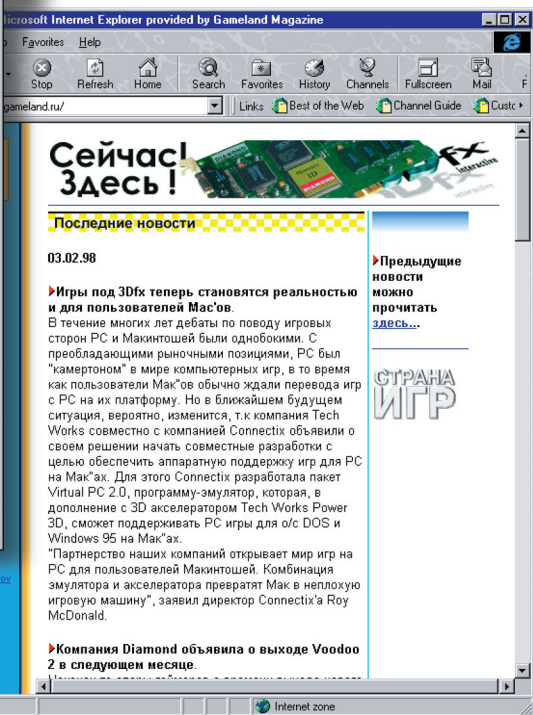 Microsoft Internet Explorer provided by Gameland Magazine
Favorites Help
Stop Refresh Home Search Favorites History Channels Fullscreen Mail F
gameland.ru/
Links Best of the Web Channel Guide Custo
Сейчас!
Здесь !
3D
DIAMOND
fx
interactive
Последние новости
03.02.98
Игры под 3Dfx теперь становятся реальностью
и для пользователей Mac'ов.
В течение многих лет дебаты по поводу игровых
сторон PC и Макинтошей были однобокими. С
преобладающими рыночными позициями, PC был
"камертоном" в мире компьютерных игр, в то время
как пользователи Мак"ов обычно ждали перевода игр
с PC на их платформу. Но в ближайшем будущем
ситуация, вероятно, изменится, т.к компания Tech
Works совместно с компанией Connectix объявили о
своем решении начать совместные разработки с
целью обеспечить аппаратную поддержку игр для PC
на Мак"ах. Для этого Connectix разработала пакет
Virtual PC 2.0, программу-эмулятор, которая, в
дополнение с 3D акселератором Tech Works Power
3D, сможет поддерживать PC игры для о/с DOS и
Windows 95 на Мак"ах.
"Партнерство наших компаний открывает мир игр на
PC для пользователей Макинтошей. Комбинация
эмулятора и акселератора превратят Мак в неплохую
игровую машину", заявил директор Connectix'а Roy
McDonald.
Компания Diamond объявила о выходе Voodoo
2 в следующем месяце.
Предыдущие
новости
можно
прочитать
здесь...
СТРАНА
ИГР
ov
Internet zone